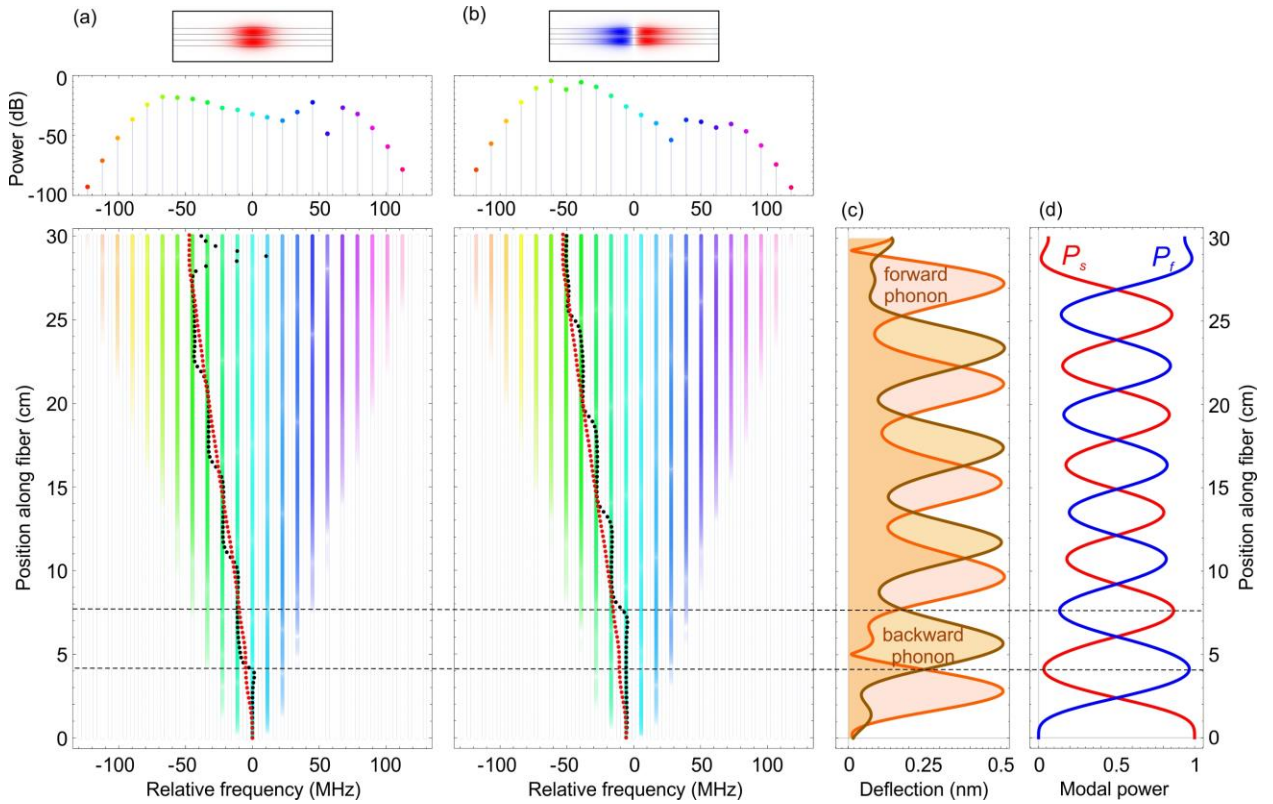 (a)
(b)
0
-50
-100
Power (dB)
-100 -50 0 50 100
-100 -50 0 50 100
(c)
(d)
30
25
20
15
10
5
0
Position along fiber (cm)
forward
phonon
backward
phonon
P_s
P_f
30
25
20
15
10
5
0
Position along fiber (cm)
-100 -50 0 50 100
-100 -50 0 50 100
0 0.25 0.5
0 0.5 1
Relative frequency (MHz)
Relative frequency (MHz)
Deflection (nm)
Modal power